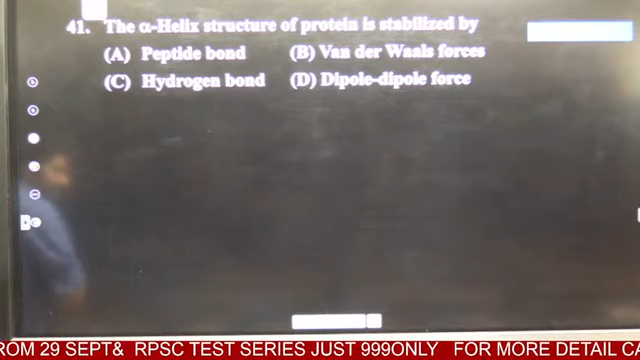 41. The α-Helix structure of protein is stabilized by
(A) Peptide bond (B) Van der Waals forces
(C) Hydrogen bond (D) Dipole-dipole force
ROM 29 SEPT& RPSC TEST SERIES JUST 999ONLY FOR MORE DETAIL CA